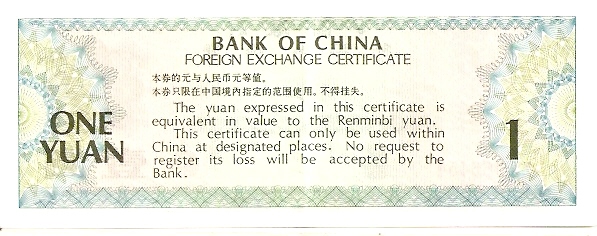 BANK OF CHINA
FOREIGN EXCHANGE CERTIFICATE
本券的元与人民币元等值。
本券只限在中国境内指定的范围使用。不得挂失。
The yuan expressed in this certificate is
equivalent in value to the Renminbi yuan.
This certificate can only be used within
China at designated places. No request to
register its loss will be accepted by the
Bank.
ONE
YUAN
1